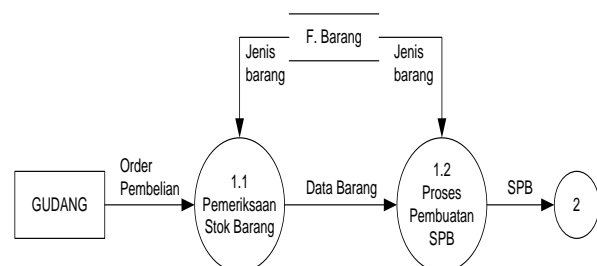 F. Barang
Jenis
barang
Jenis
barang
GUDANG
Order
Pembelian
1.1
Pemeriksaan
Stok Barang
Data Barang
1.2
Proses
Pembuatan
SPB
SPB
2